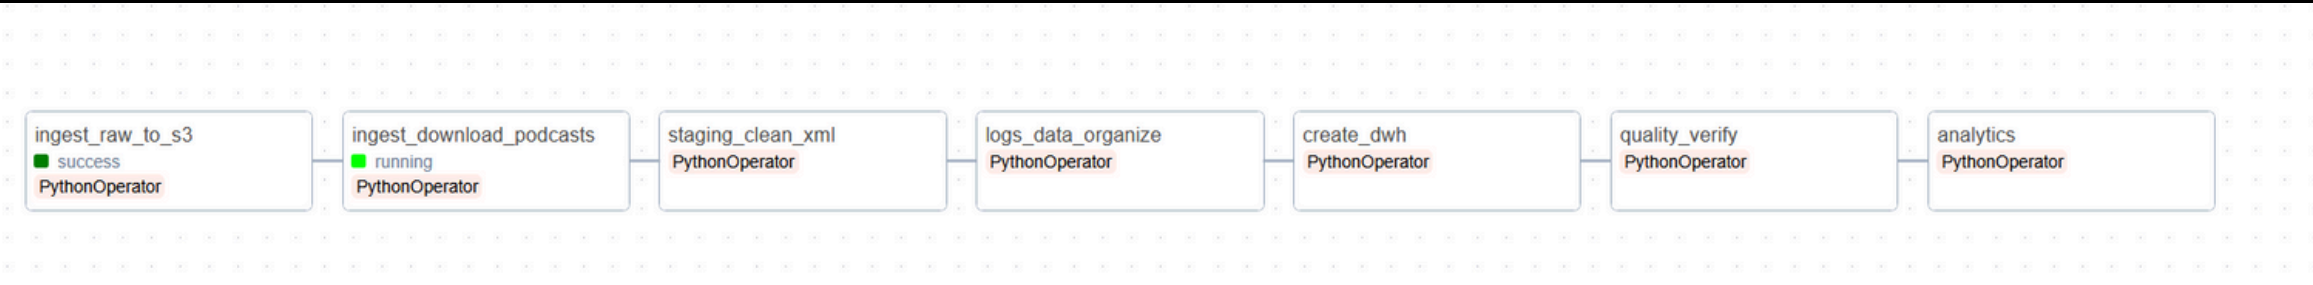 ingest_raw_to_s3
success
PythonOperator
ingest_download_podcasts
running
PythonOperator
staging_clean_xml
PythonOperator
logs_data_organize
PythonOperator
create_dwh
PythonOperator
quality_verify
PythonOperator
analytics
PythonOperator